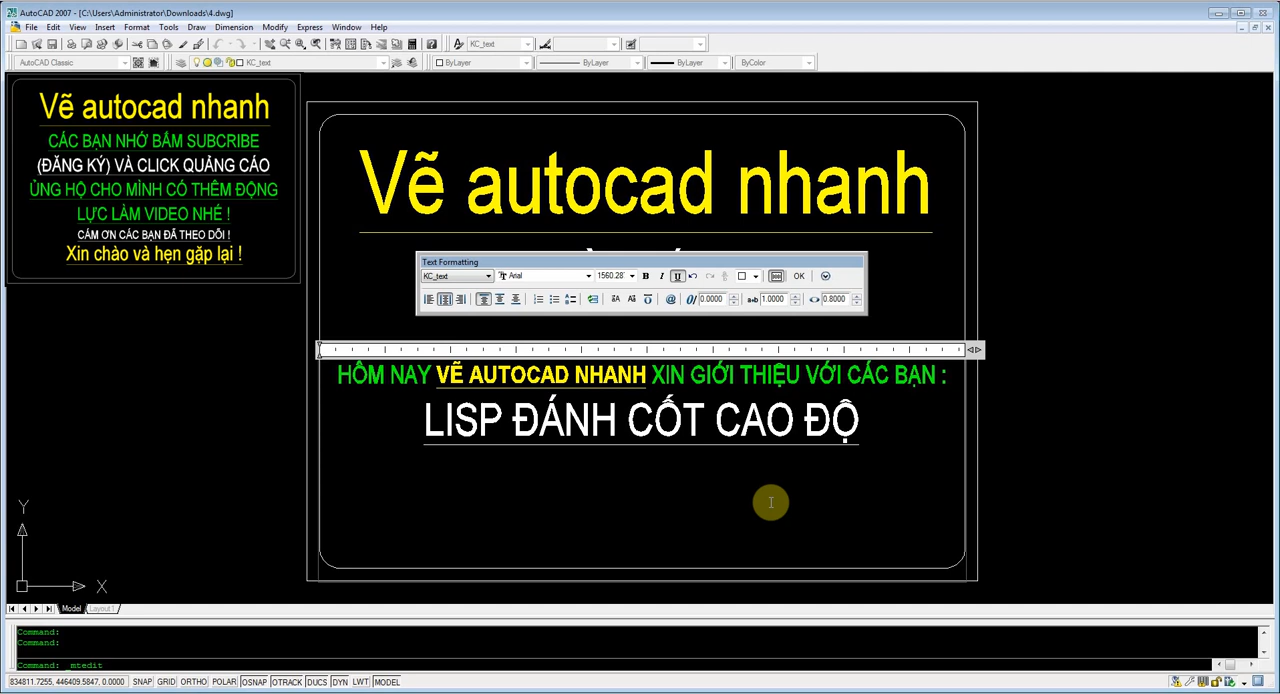 AutoCAD 2007 - [C:\Users\Administrator\Downloads\4.dwg]
File Edit View Insert Format Tools Draw Dimension Modify Express Window Help
KC_text
AutoCAD Classic KC_text ByLayer ByLayer ByLayer ByColor
Vẽ autocad nhanh
CÁC BẠN NHỚ BẤM SUBCRIBE
(ĐĂNG KÝ) VÀ CLICK QUẢNG CÁO
ỦNG HỘ CHO MÌNH CÓ THÊM ĐỘNG
LỰC LÀM VIDEO NHÉ !
CÁM ƠN CÁC BẠN ĐÃ THEO DÕI !
Xin chào và hẹn gặp lại !
Vẽ autocad nhanh
Text Formatting
KC_text Arial 1560.28 B I U OK
@ 0/ 0.0000 a+b 1.0000 0.8000
HÔM NAY VẼ AUTOCAD NHANH XIN GIỚI THIỆU VỚI CÁC BẠN :
LISP ĐÁNH CỐT CAO ĐỘ
Y
X
Model Layout1
Command:
Command:
Command: _mtedit
834811.7255, 446409.5847, 0.0000 SNAP GRID ORTHO POLAR OSNAP OTRACK DUCS DYN LWT MODEL